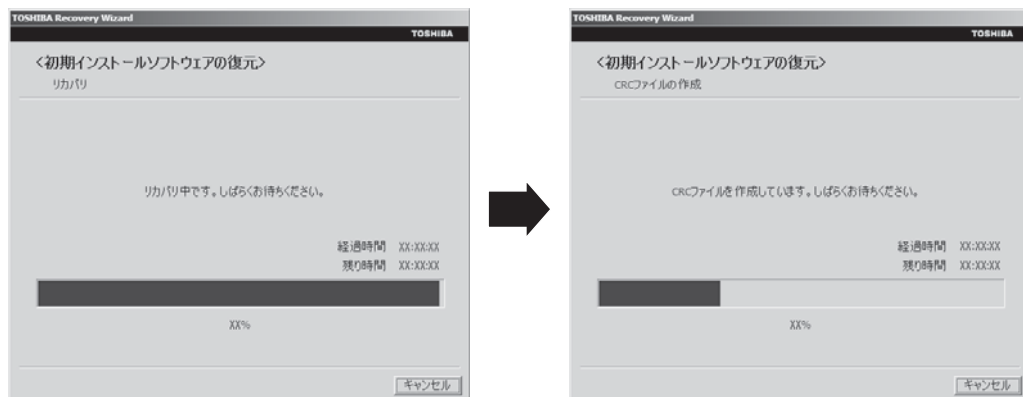 TOSHIBA Recovery Wizard
TOSHIBA
<初期インストールソフトウェアの復元>
リカバリ
リカバリ中です。しばらくお待ちください。
経過時間 XX:XX:XX
残り時間 XX:XX:XX
XX%
キャンセル
TOSHIBA Recovery Wizard
TOSHIBA
<初期インストールソフトウェアの復元>
CRCファイルの作成
CRCファイルを作成しています。しばらくお待ちください。
経過時間 XX:XX:XX
残り時間 XX:XX:XX
XX%
キャンセル